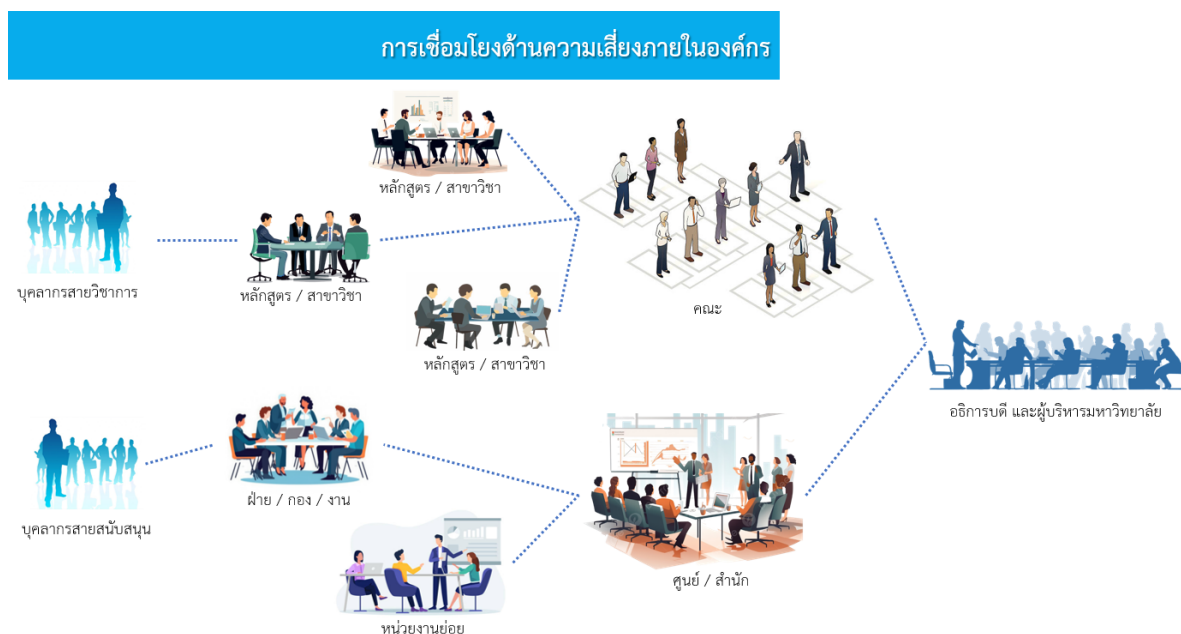 การเชื่อมโยงด้านความเสี่ยงภายในองค์กร
หลักสูตร / สาขาวิชา
บุคลากรสายวิชาการ
หลักสูตร / สาขาวิชา
คณะ
หลักสูตร / สาขาวิชา
อธิการบดี และผู้บริหารมหาวิทยาลัย
ฝ่าย / กอง / งาน
บุคลากรสายสนับสนุน
ศูนย์ / สำนัก
หน่วยงานย่อย